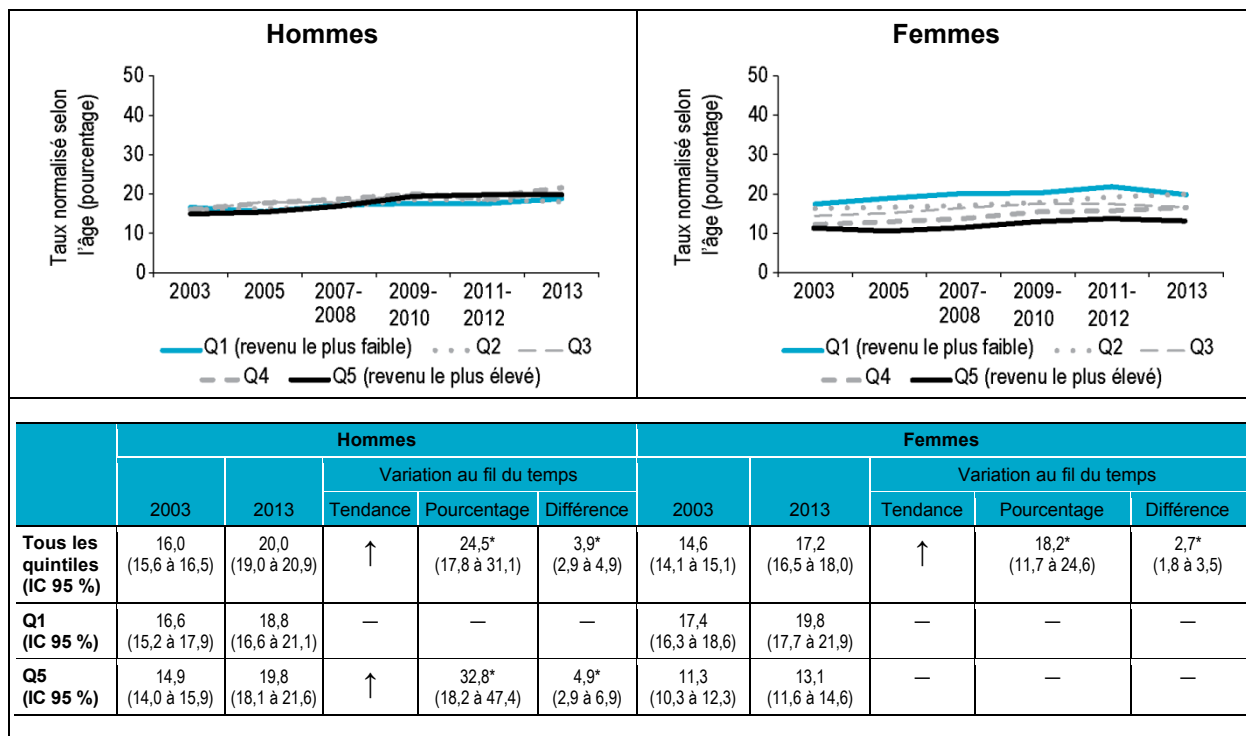 Hommes
Taux normalisé selon
l'âge (pourcentage)
50
40
30
20
10
0
2003 2005 2007-2008 2009-2010 2011-2012 2013
Q1 (revenu le plus faible) Q2 Q3
Q4 Q5 (revenu le plus élevé)
Femmes
Taux normalisé selon
l'âge (pourcentage)
50
40
30
20
10
0
2003 2005 2007-2008 2009-2010 2011-2012 2013
Q1 (revenu le plus faible) Q2 Q3
Q4 Q5 (revenu le plus élevé)
Hommes Femmes
Variation au fil du temps Variation au fil du temps
2003 2013 Tendance Pourcentage Différence 2003 2013 Tendance Pourcentage Différence
Tous les 16,0 20,0 ↑ 24,5* 3,9* 14,6 17,2 ↑ 18,2* 2,7*
quintiles (15,6 à 16,5) (19,0 à 20,9) (17,8 à 31,1) (2,9 à 4,9) (14,1 à 15,1) (16,5 à 18,0) (11,7 à 24,6) (1,8 à 3,5)
(IC 95 %)
Q1 16,6 18,8 — — — 17,4 19,8 — — —
(IC 95 %) (15,2 à 17,9) (16,6 à 21,1) (16,3 à 18,6) (17,7 à 21,9)
Q5 14,9 19,8 ↑ 32,8* 4,9* 11,3 13,1 — — —
(IC 95 %) (14,0 à 15,9) (18,1 à 21,6) (18,2 à 47,4) (2,9 à 6,9) (10,3 à 12,3) (11,6 à 14,6)